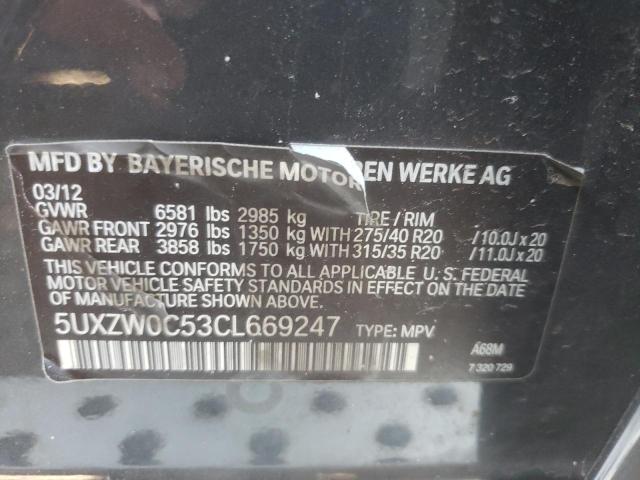 MFD BY BAYERISCHE MOTOREN WERKE AG
03/12
GVWR 6581 lbs 2985 kg TIRE / RIM
GAWR FRONT 2976 lbs 1350 kg WITH 275/40 R20 /10.0J x 20
GAWR REAR 3858 lbs 1750 kg WITH 315/35 R20 /11.0J x 20
THIS VEHICLE CONFORMS TO ALL APPLICABLE U. S. FEDERAL
MOTOR VEHICLE SAFETY STANDARDS IN EFFECT ON THE
DATE OF MANUFACTURE SHOWN ABOVE.
5UXZW0C53CL669247 TYPE: MPV
A68M
7 320 729